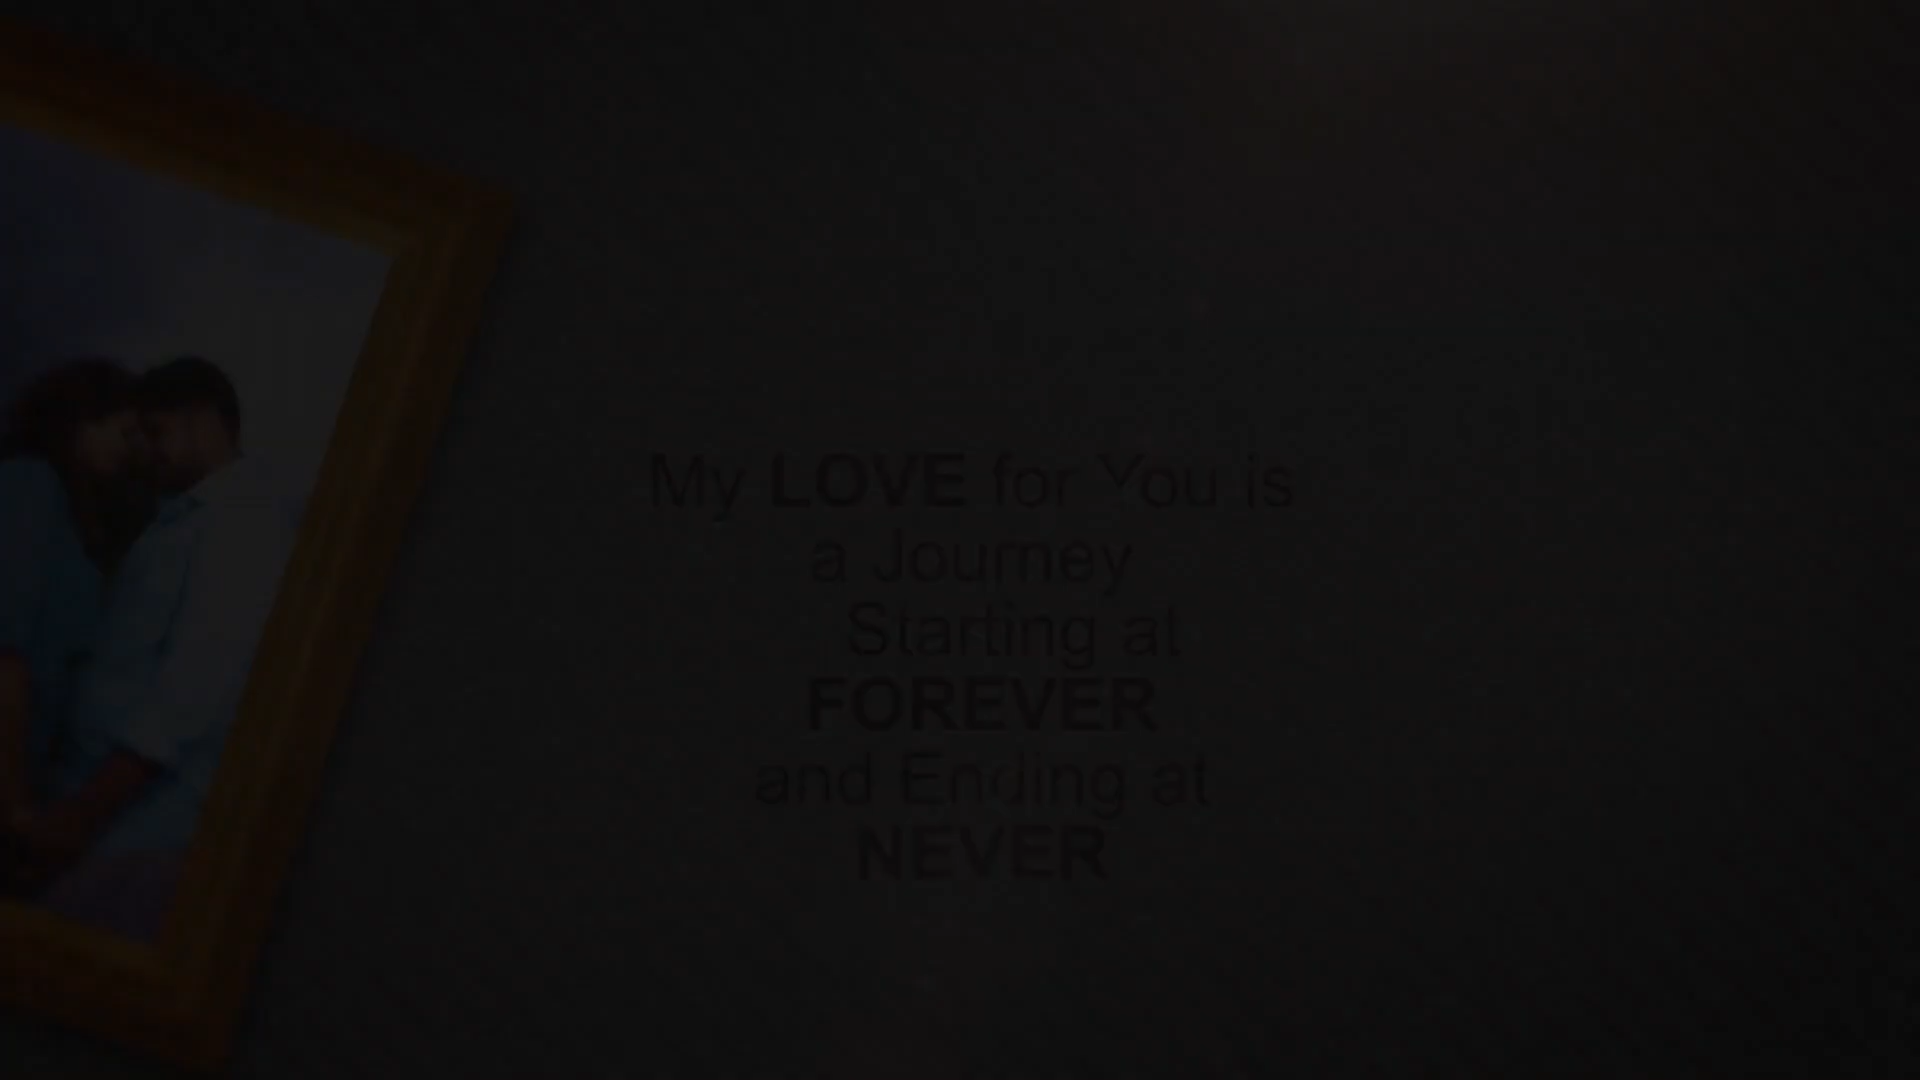 My LOVE for You is
a Journey
Starting at
FOREVER
and Ending at
NEVER